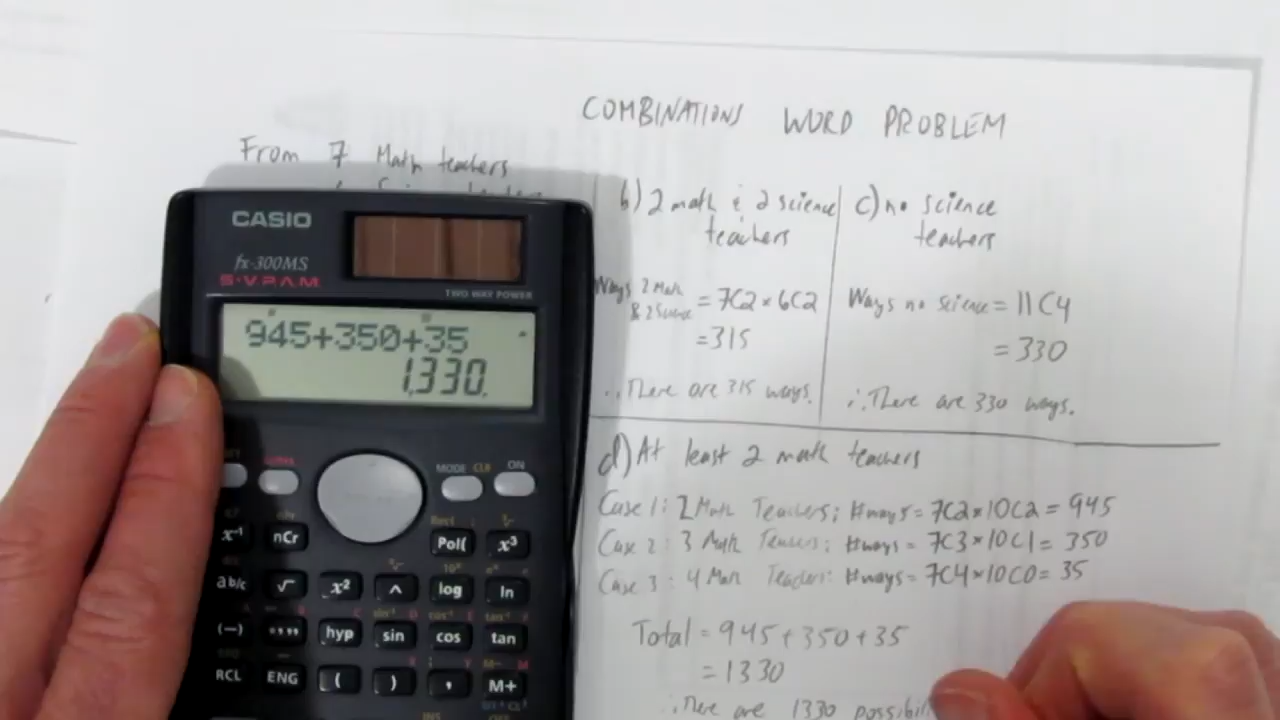 COMBINATIONS WORD PROBLEM
From 7 Math teachers
b) 2 math & 2 science teachers
Ways 2 Math & 2 Science = 7C2 × 6C2
= 315
∴ There are 315 ways.
c) no science teachers
Ways no science = 11C4
= 330
∴ There are 330 ways.
d) At least 2 math teachers
Case 1: 2 Math Teachers: #ways = 7C2 × 10C2 = 945
Case 2: 3 Math Teachers: #ways = 7C3 × 10C1 = 350
Case 3: 4 Math Teachers: #ways = 7C4 × 10C0 = 35
Total = 945 + 350 + 35
= 1330
∴ There are 1330
CASIO
fx-300MS
S-V.P.A.M.
TWO WAY POWER
945+350+35
1,330.
MODE CLR ON
x⁻¹ nCr Pol( x³
ab/c √ x² ^ log ln
(−) hyp sin cos tan
RCL ENG ( ) , M+